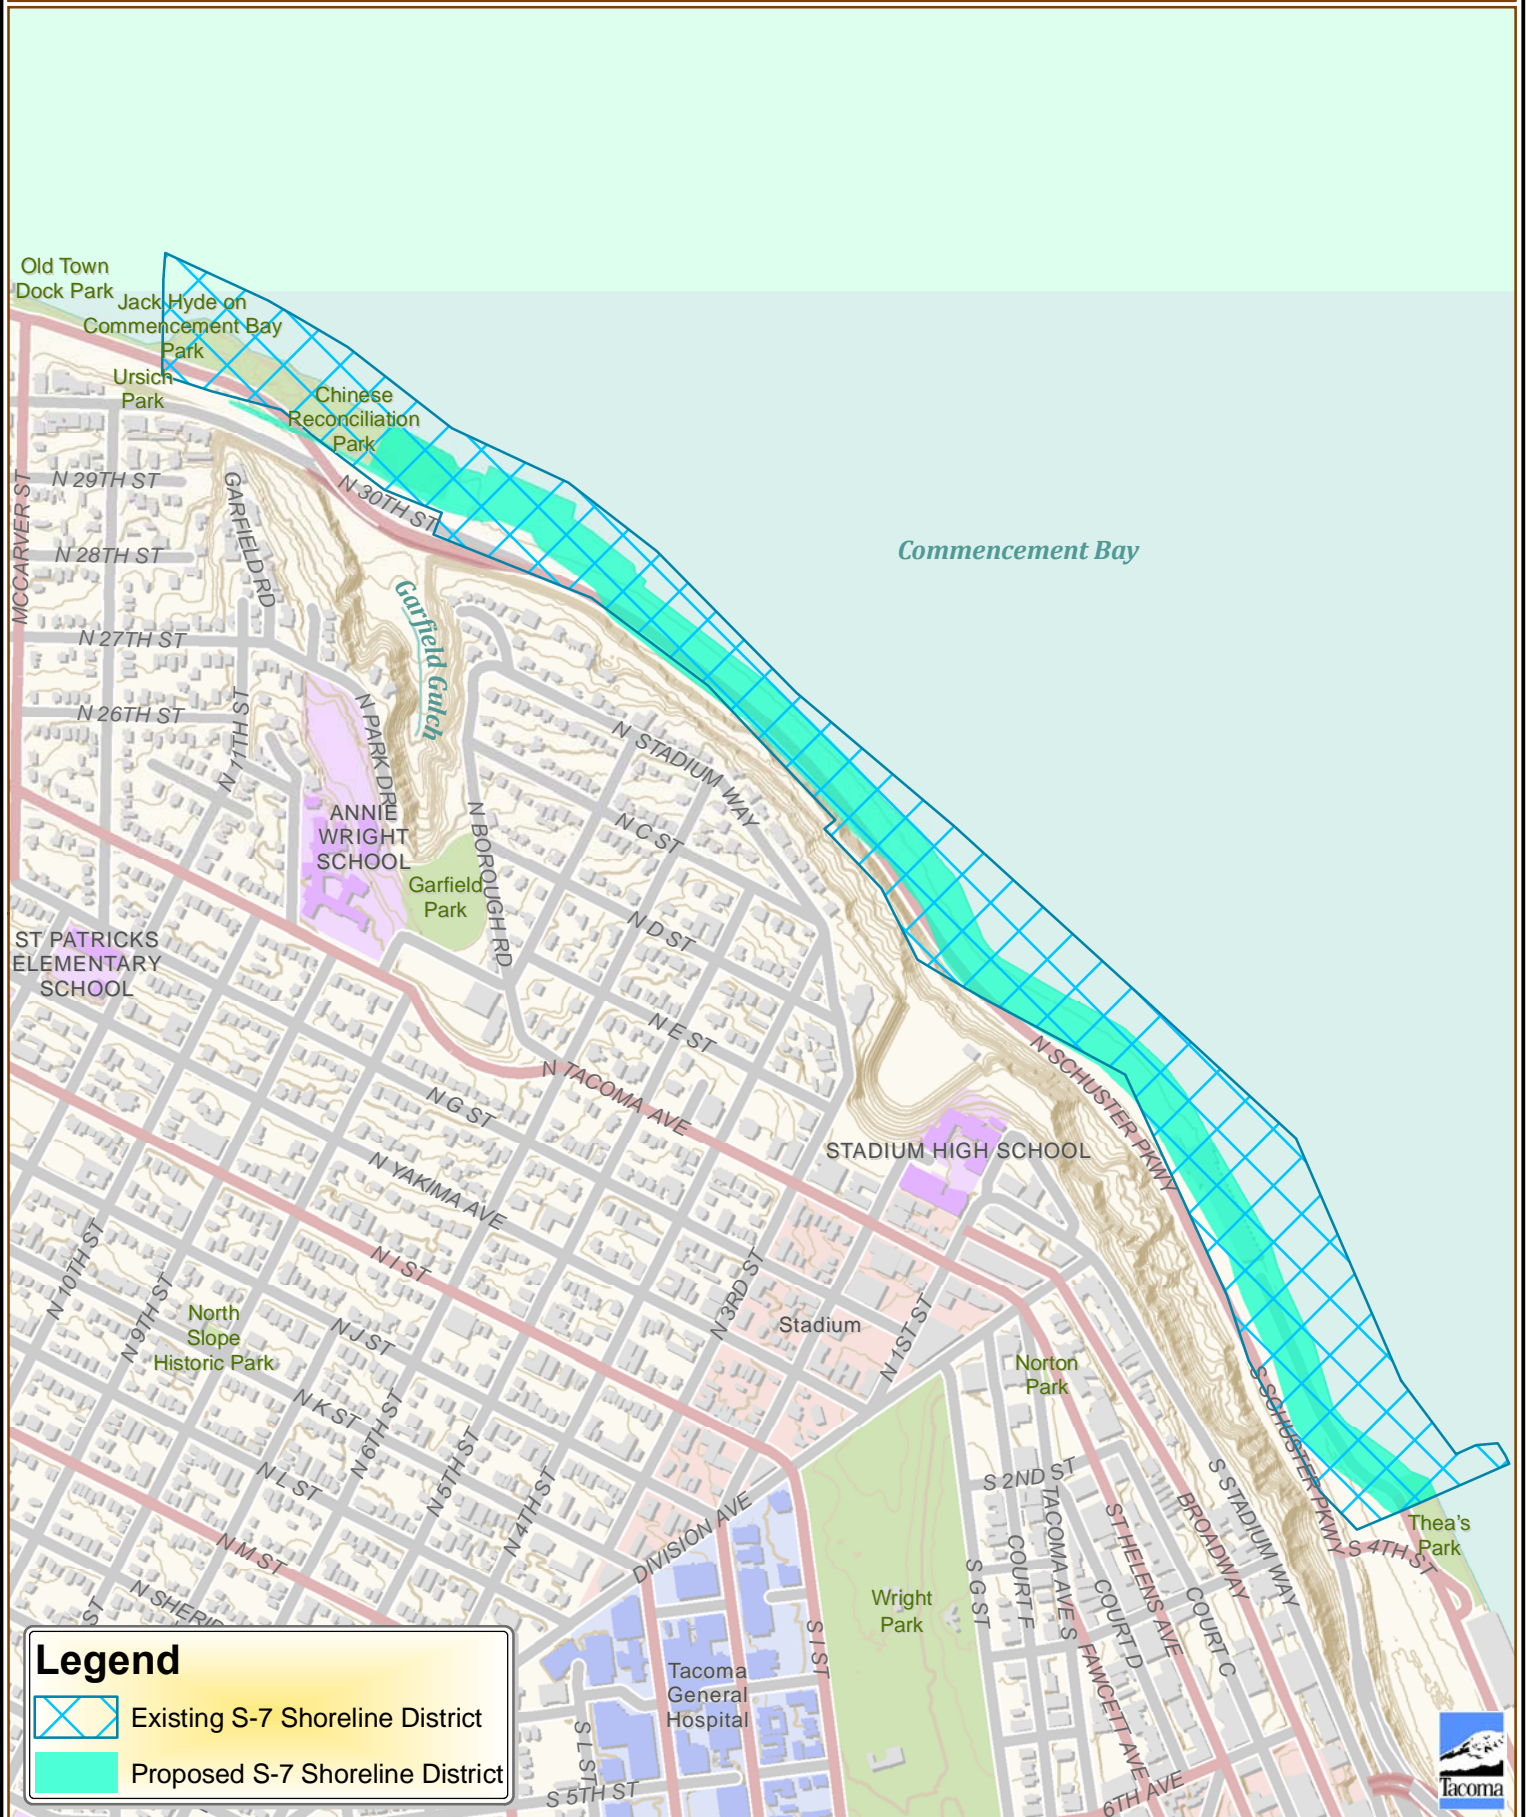 Old Town
Dock Park
Jack Hyde on
Commencement Bay
Park
Ursich
Park
Chinese
Reconciliation
Park
N 30TH ST
N 29TH ST
GARFIELD RD
MCCARVER ST
N 28TH ST
Commencement Bay
Garfield Gulch
N 27TH ST
N 26TH ST
N 11TH ST
N PARK DR
N STADIUM WAY
ANNIE
WRIGHT
SCHOOL
N BOROUGH RD
N C ST
Garfield
Park
N D ST
ST PATRICKS
ELEMENTARY
SCHOOL
N E ST
N TACOMA AVE
N SCHUSTER PKWY
N G ST
STADIUM HIGH SCHOOL
N YAKIMA AVE
N 10TH ST
N I ST
N 9TH ST
North
Slope
Historic Park
N J ST
N 3RD ST
Stadium
N 1ST ST
Norton
Park
S SCHUSTER PKWY
N K ST
N 6TH ST
N 5TH ST
N L ST
N 4TH ST
S 2ND ST
S STADIUM WAY
BROADWAY
ST HELENS AVE
TACOMA AVE S
DIVISION AVE
N M ST
Thea's
Park
S 4TH ST
COURT F
S G ST
COURT D
COURT C
Wright
Park
N SHERID
ST
S I ST
FAWCETT AVE
Tacoma
General
Hospital
S L ST
S 5TH ST
6TH AVE
Legend
Existing S-7 Shoreline District
Proposed S-7 Shoreline District
Tacoma